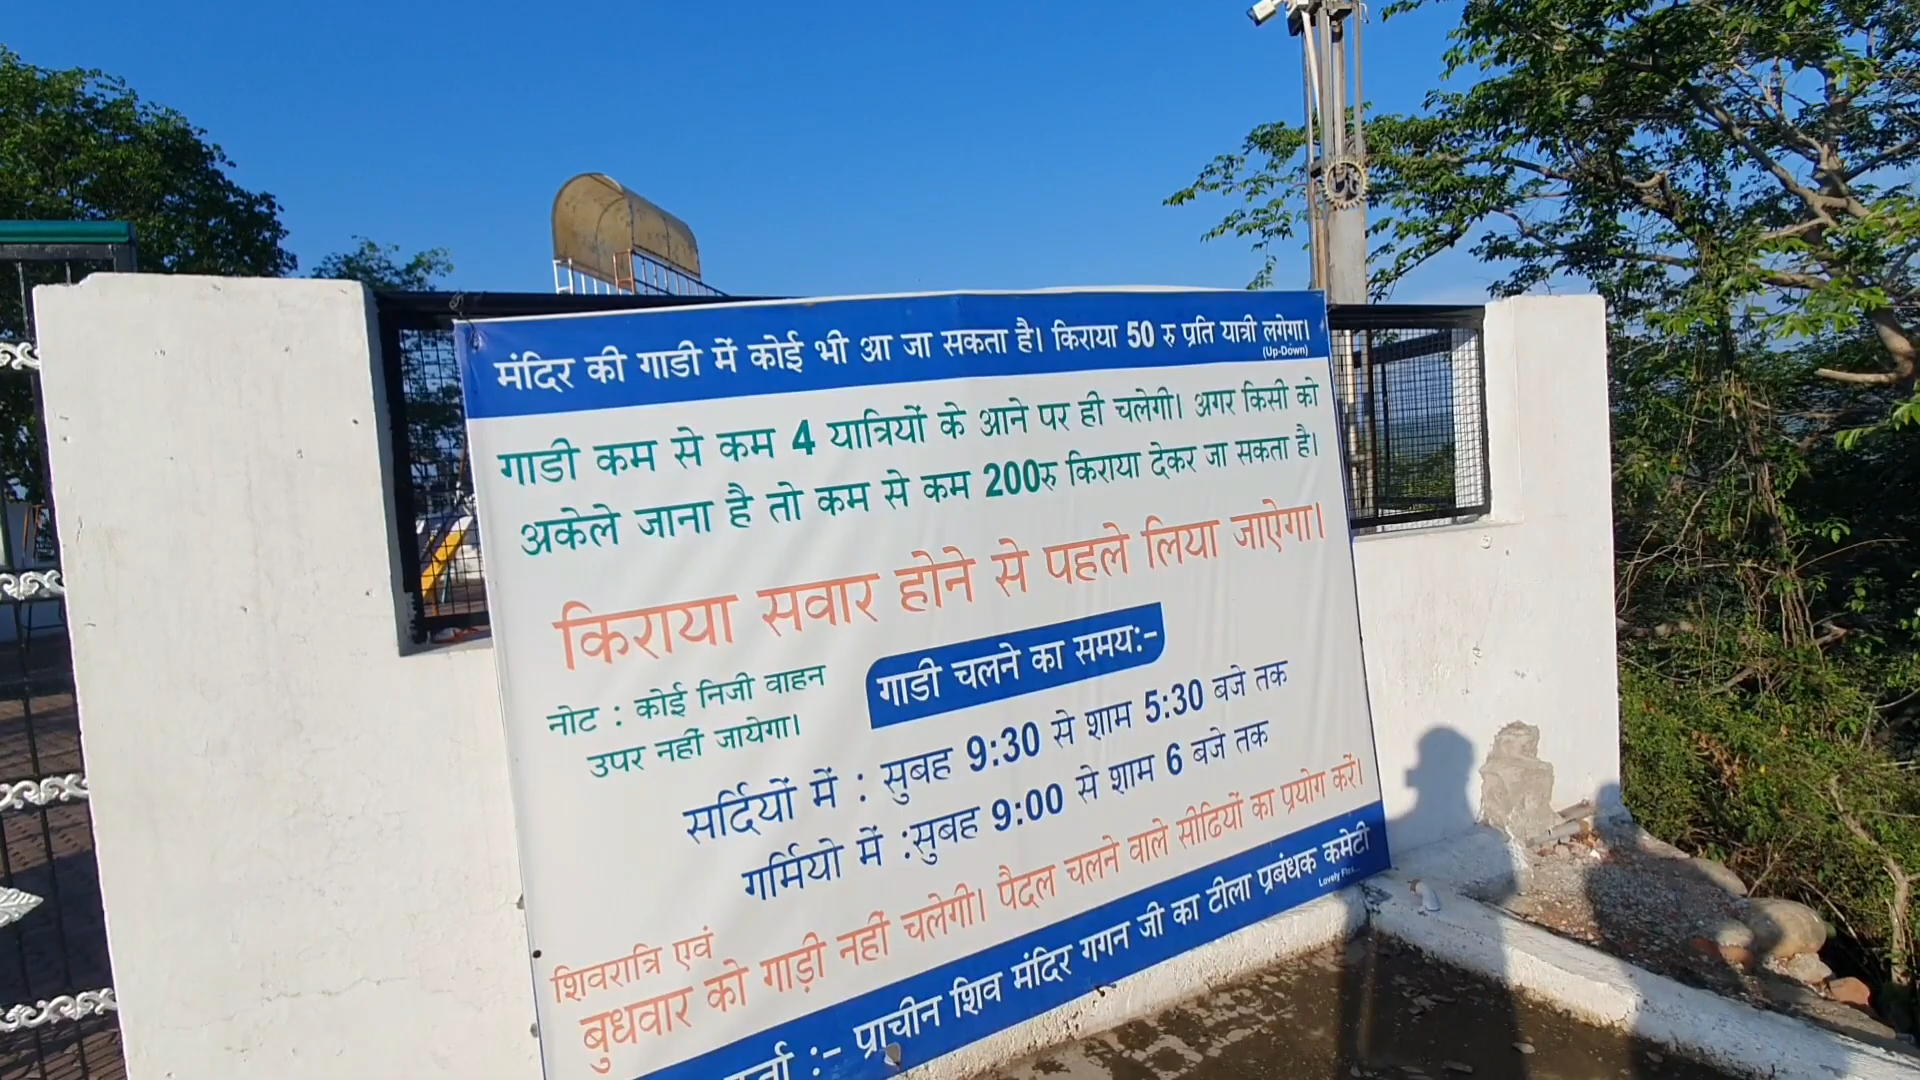 मंदिर की गाडी में कोई भी आ जा सकता है। किराया 50 रु प्रति यात्री लगेगा।
(Up-Down)
गाडी कम से कम 4 यात्रियों के आने पर ही चलेगी। अगर किसी को
अकेले जाना है तो कम से कम 200रु किराया देकर जा सकता है।
किराया सवार होने से पहले लिया जाऐगा।
नोट : कोई निजी वाहन
उपर नहीं जायेगा।
गाडी चलने का समय:-
सर्दियों में : सुबह 9:30 से शाम 5:30 बजे तक
गर्मियो में :सुबह 9:00 से शाम 6 बजे तक
शिवरात्रि एवं
बुधवार को गाड़ी नहीं चलेगी। पैदल चलने वाले सीढियों का प्रयोग करें।
:- प्राचीन शिव मंदिर गगन जी का टीला प्रबंधक कमेटी
Lovely